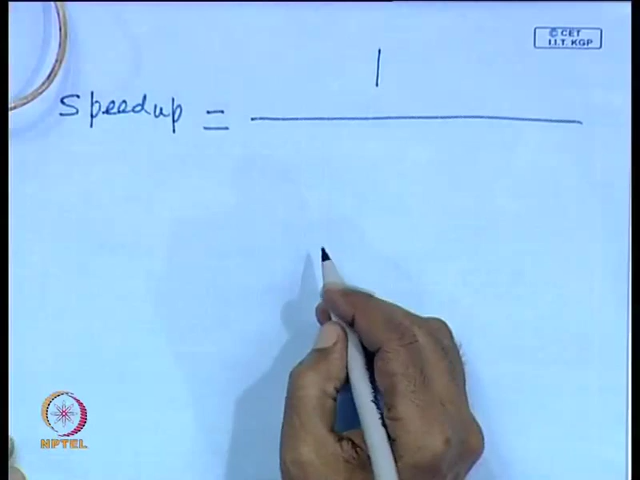 © CET
I.I.T. KGP
1
Speedup =
NPTEL